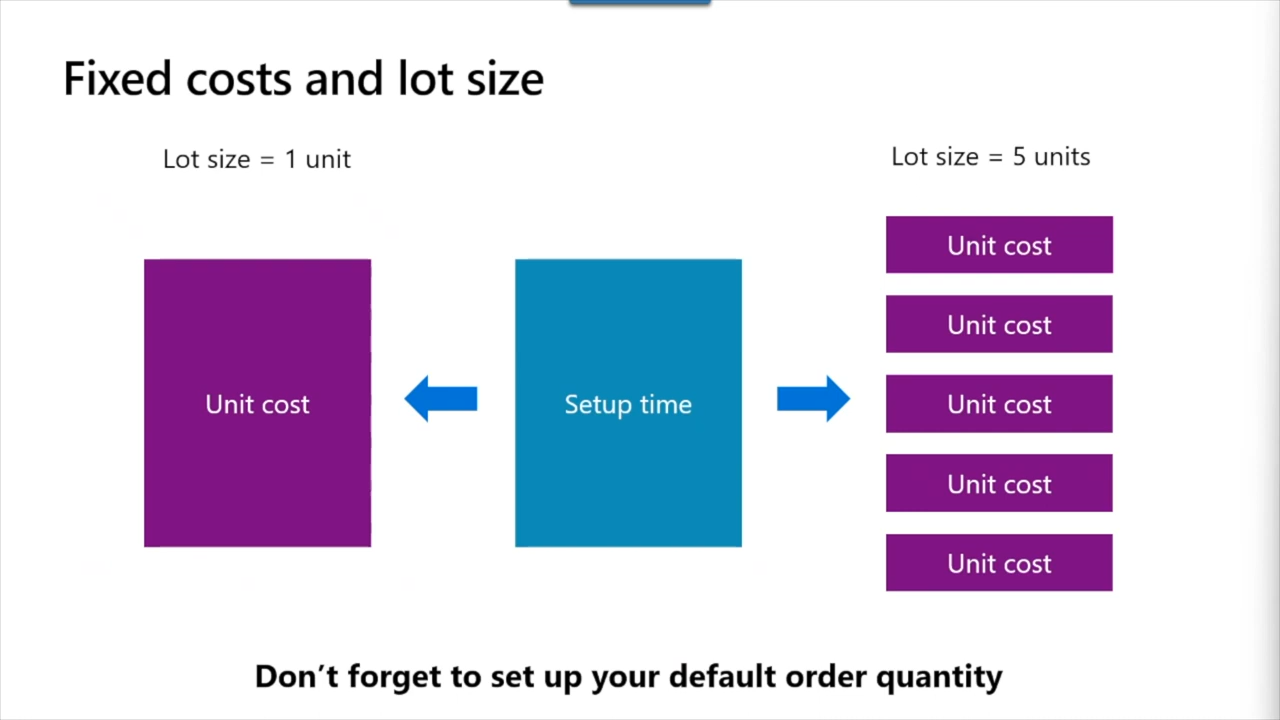 Fixed costs and lot size
Lot size = 1 unit
Lot size = 5 units
Unit cost
Setup time
Unit cost
Unit cost
Unit cost
Unit cost
Unit cost
Don’t forget to set up your default order quantity